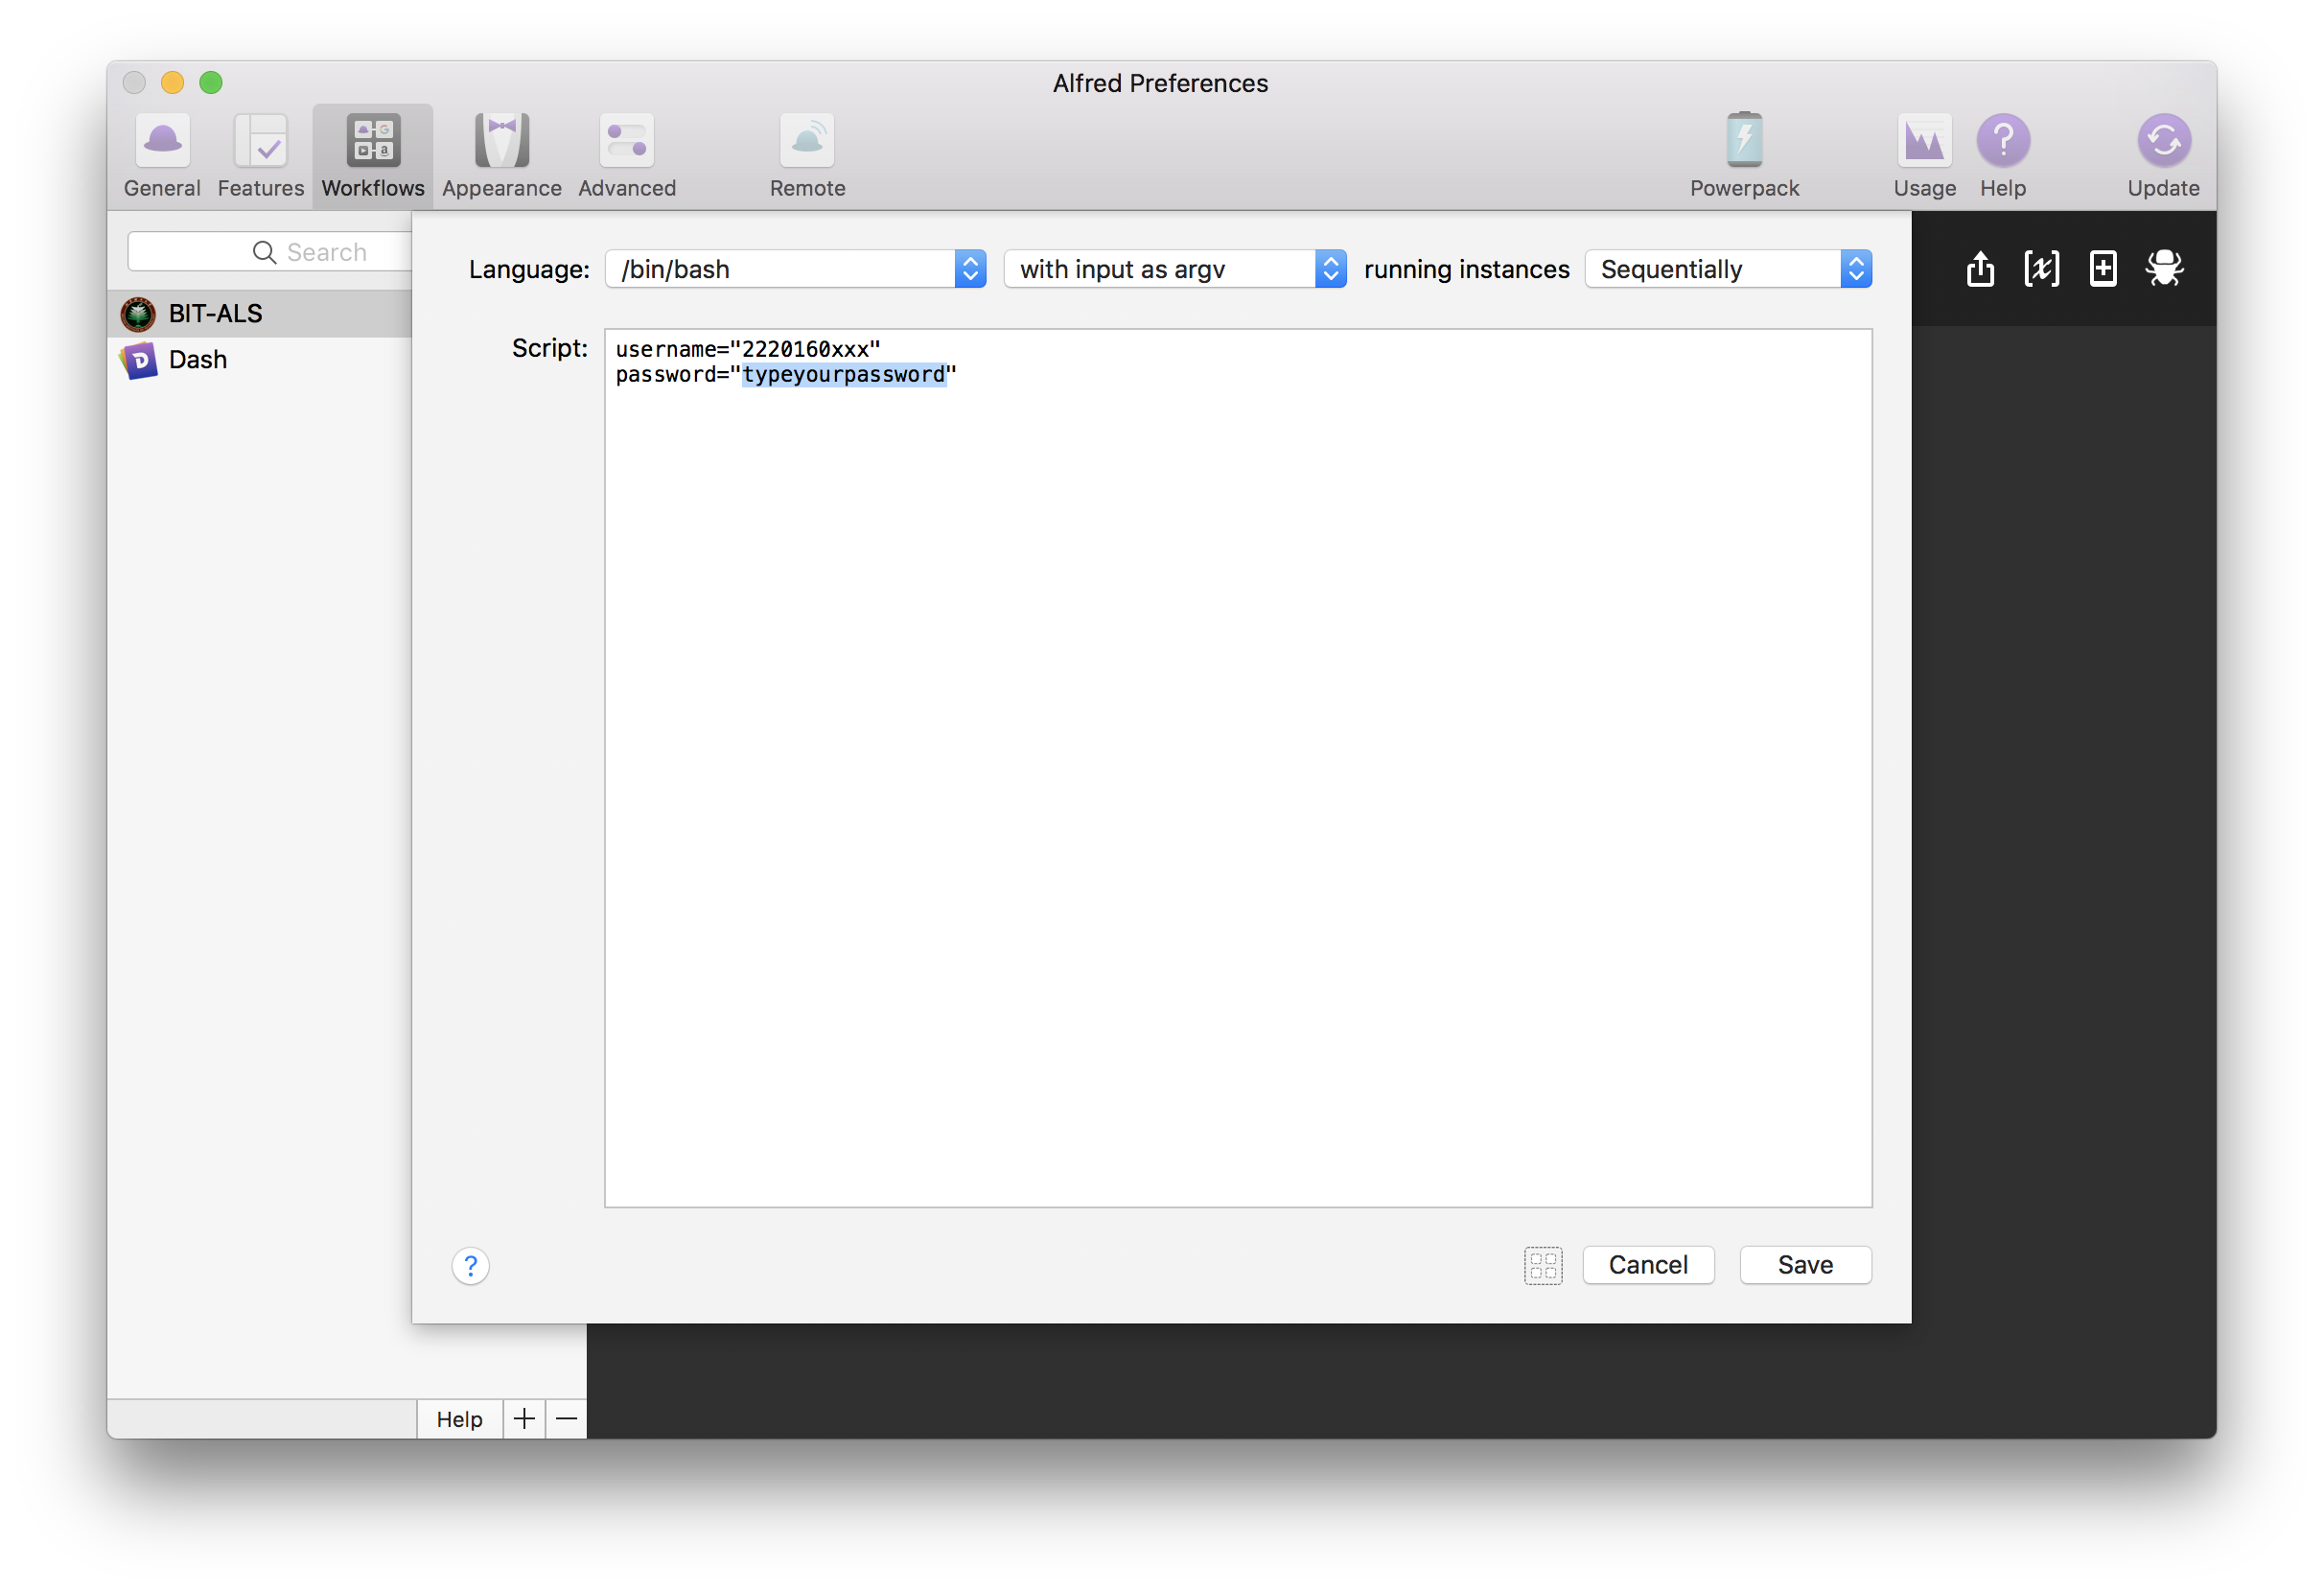 Alfred Preferences
General Features Workflows Appearance Advanced Remote Powerpack Usage Help Update
Search
Language: /bin/bash with input as argv running instances Sequentially
BIT-ALS
Dash
Script: username="2220160xxx"
password="typeyourpassword"
? Cancel Save
Help + −